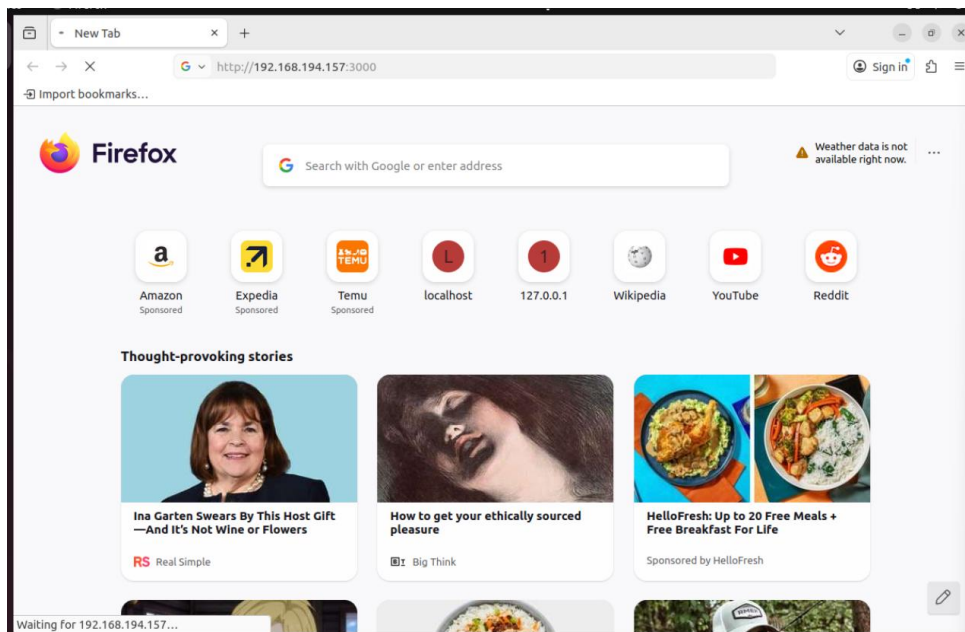 New Tab
http://192.168.194.157:3000
Sign in
Import bookmarks...
Firefox
Search with Google or enter address
Weather data is not
available right now.
a
TEMU
L
1
Amazon
Sponsored
Expedia
Sponsored
Temu
Sponsored
localhost
127.0.0.1
Wikipedia
YouTube
Reddit
Thought-provoking stories
Ina Garten Swears By This Host Gift
—And It's Not Wine or Flowers
RS Real Simple
How to get your ethically sourced
pleasure
Big Think
HelloFresh: Up to 20 Free Meals +
Free Breakfast For Life
Sponsored by HelloFresh
Waiting for 192.168.194.157...